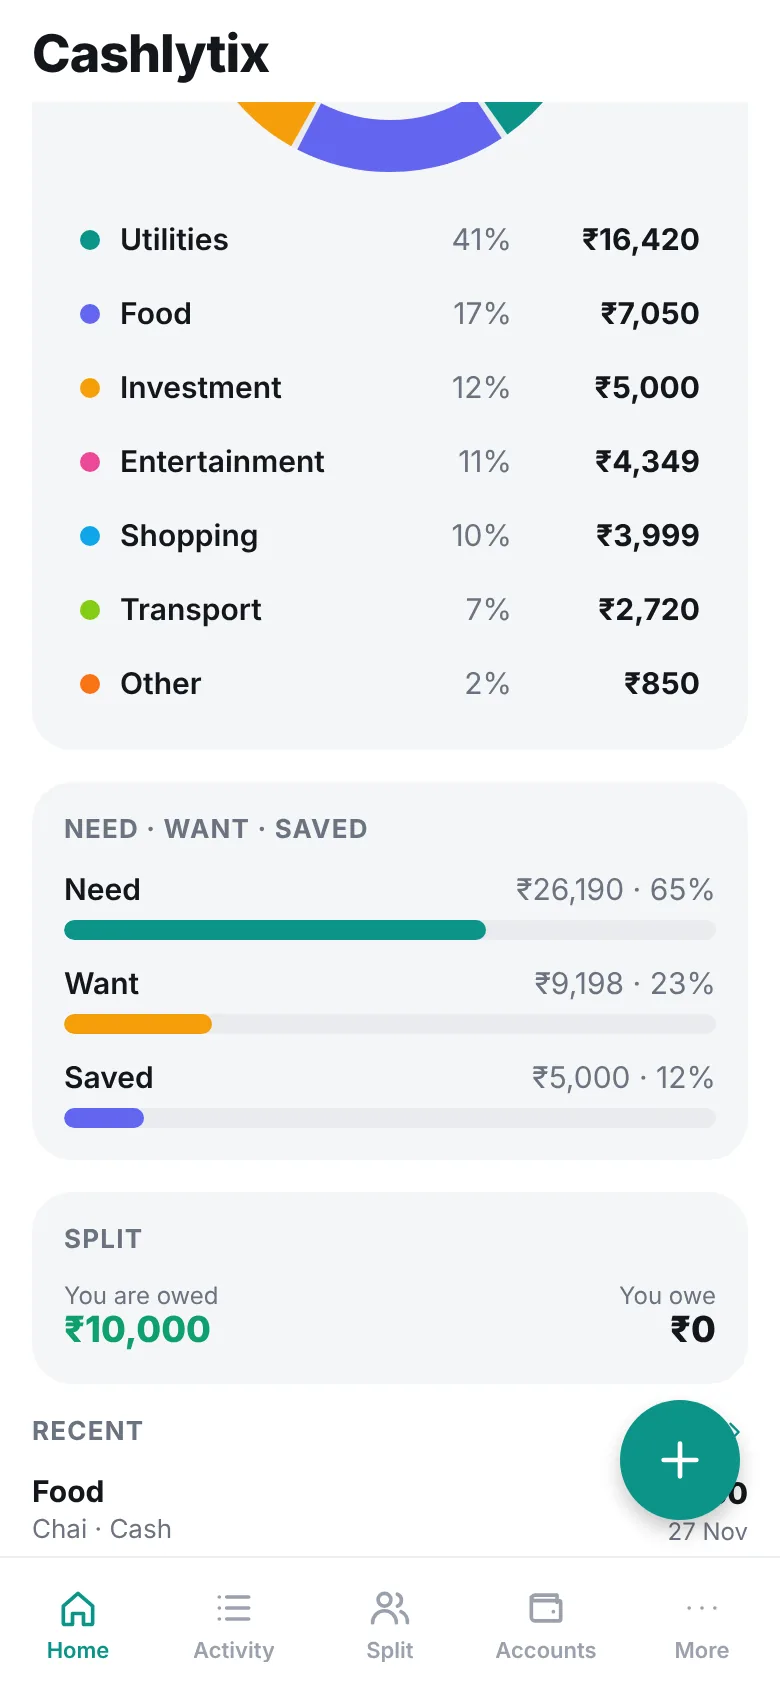 Cashlytix
Utilities 41% ₹16,420
Food 17% ₹7,050
Investment 12% ₹5,000
Entertainment 11% ₹4,349
Shopping 10% ₹3,999
Transport 7% ₹2,720
Other 2% ₹850
NEED · WANT · SAVED
Need ₹26,190 · 65%
Want ₹9,198 · 23%
Saved ₹5,000 · 12%
SPLIT
You are owed You owe
₹10,000 ₹0
RECENT
Food
Chai · Cash 27 Nov
Home Activity Split Accounts More